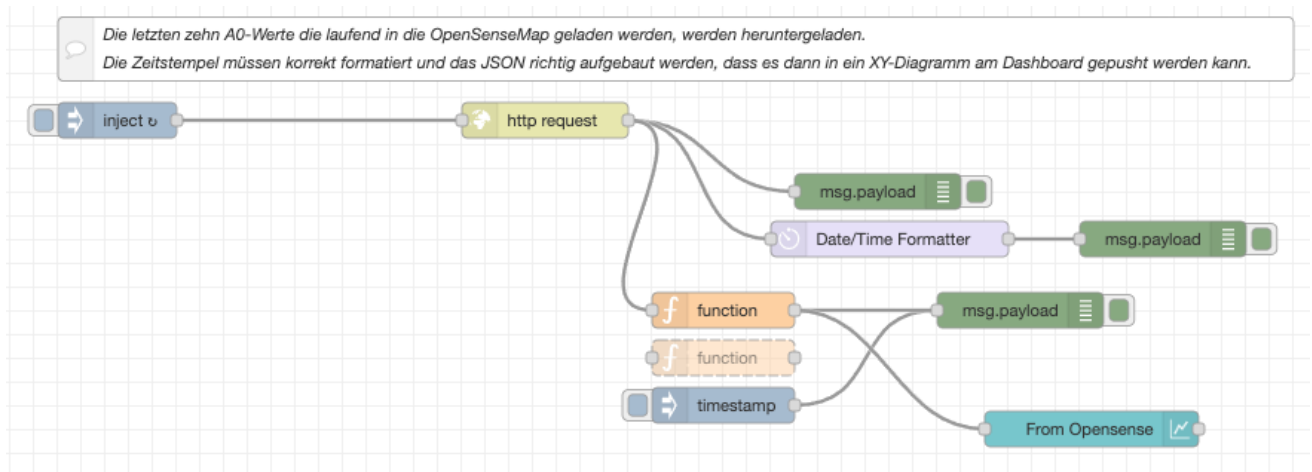 Die letzten zehn A0-Werte die laufend in die OpenSenseMap geladen werden, werden heruntergeladen.
Die Zeitstempel müssen korrekt formatiert und das JSON richtig aufgebaut werden, dass es dann in ein XY-Diagramm am Dashboard gepusht werden kann.
inject ↻
http request
msg.payload
Date/Time Formatter
msg.payload
function
msg.payload
function
timestamp
From Opensense